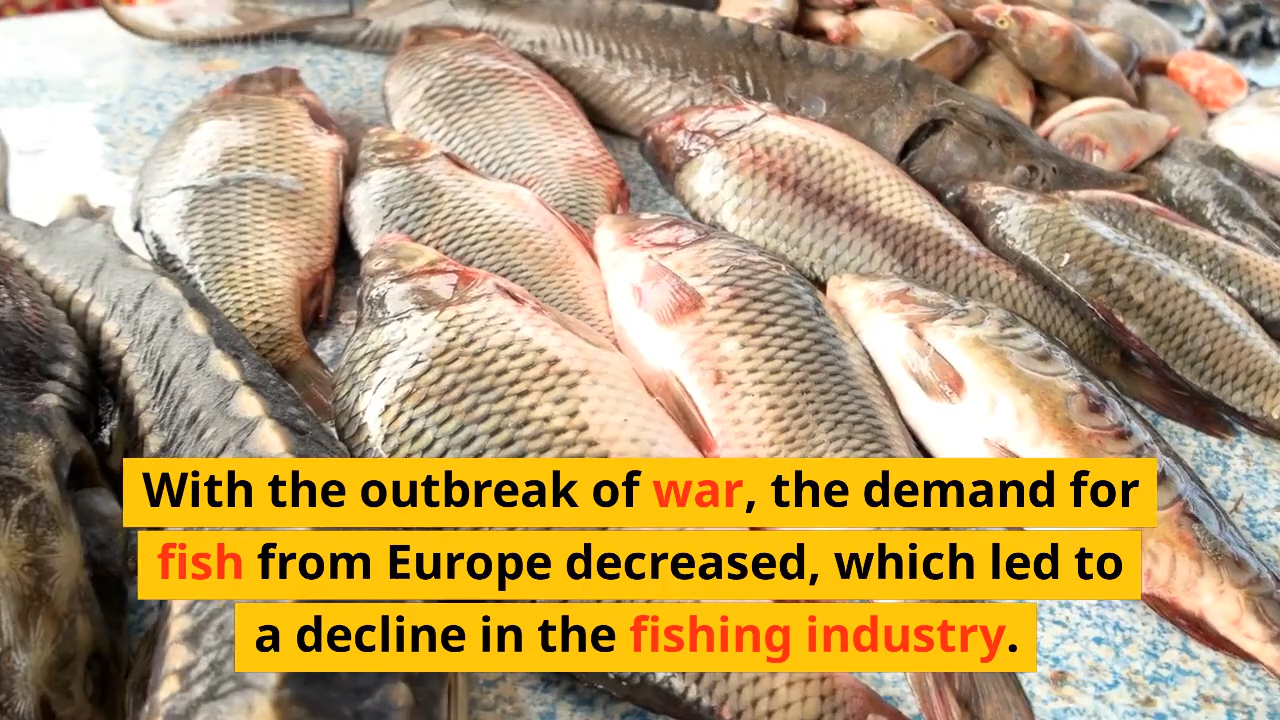 With the outbreak of war, the demand for
fish from Europe decreased, which led to
a decline in the fishing industry.